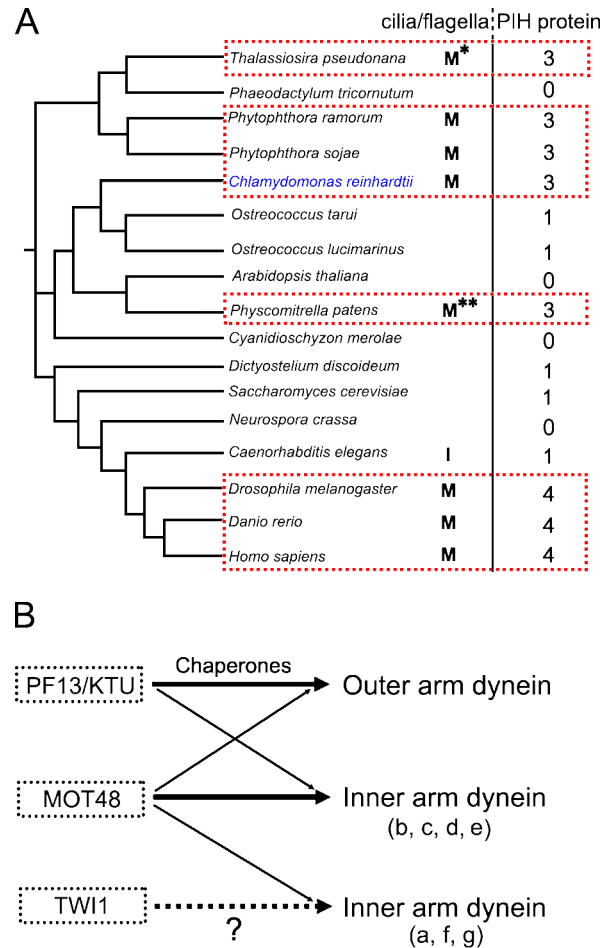 A
cilia/flagella PIH protein
Thalassiosira pseudonana M* 3
Phaeodactylum tricornutum 0
Phytophthora ramorum M 3
Phytophthora sojae M 3
Chlamydomonas reinhardtii M 3
Ostreococcus tarui 1
Ostreococcus lucimarinus 1
Arabidopsis thaliana 0
Physcomitrella patens M** 3
Cyanidioschyzon merolae 0
Dictyostelium discoideum 1
Saccharomyces cerevisiae 1
Neurospora crassa 0
Caenorhabditis elegans I 1
Drosophila melanogaster M 4
Danio rerio M 4
Homo sapiens M 4
B
Chaperones
PF13/KTU Outer arm dynein
MOT48 Inner arm dynein
(b, c, d, e)
TWI1 Inner arm dynein
? (a, f, g)